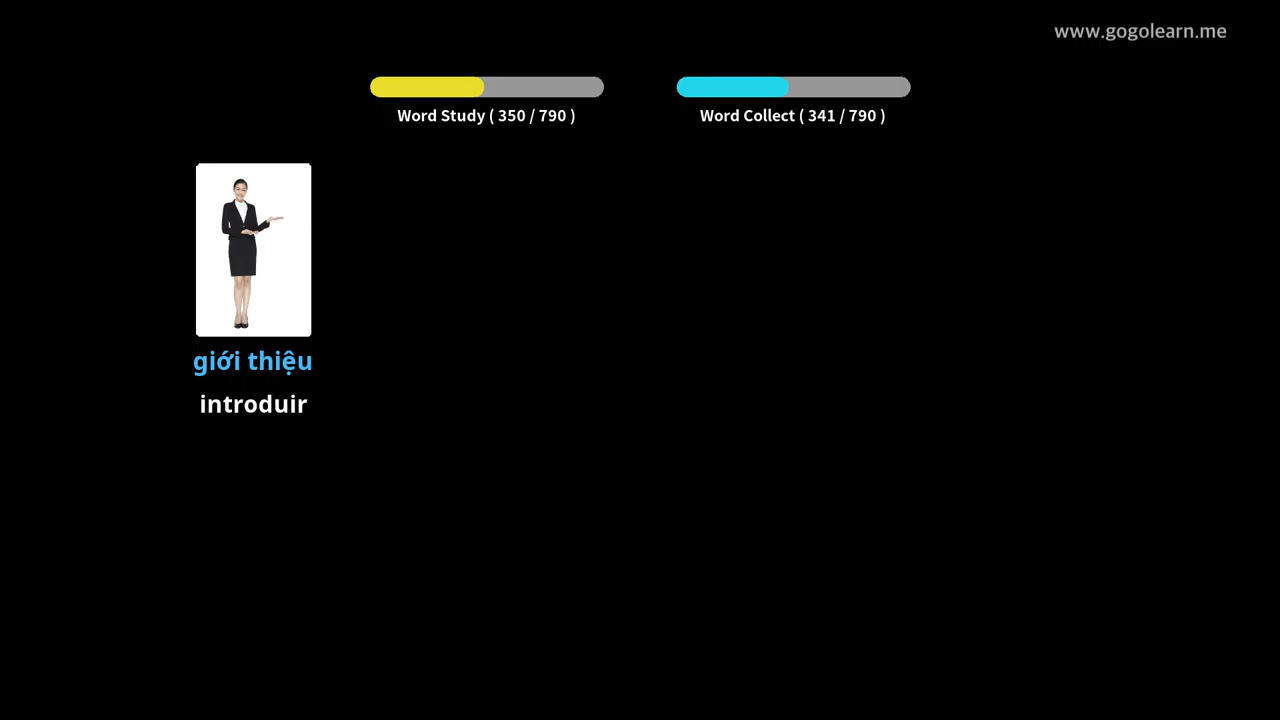 www.gogolearn.me
Word Study ( 350 / 790 )
Word Collect ( 341 / 790 )
giới thiệu
introduir